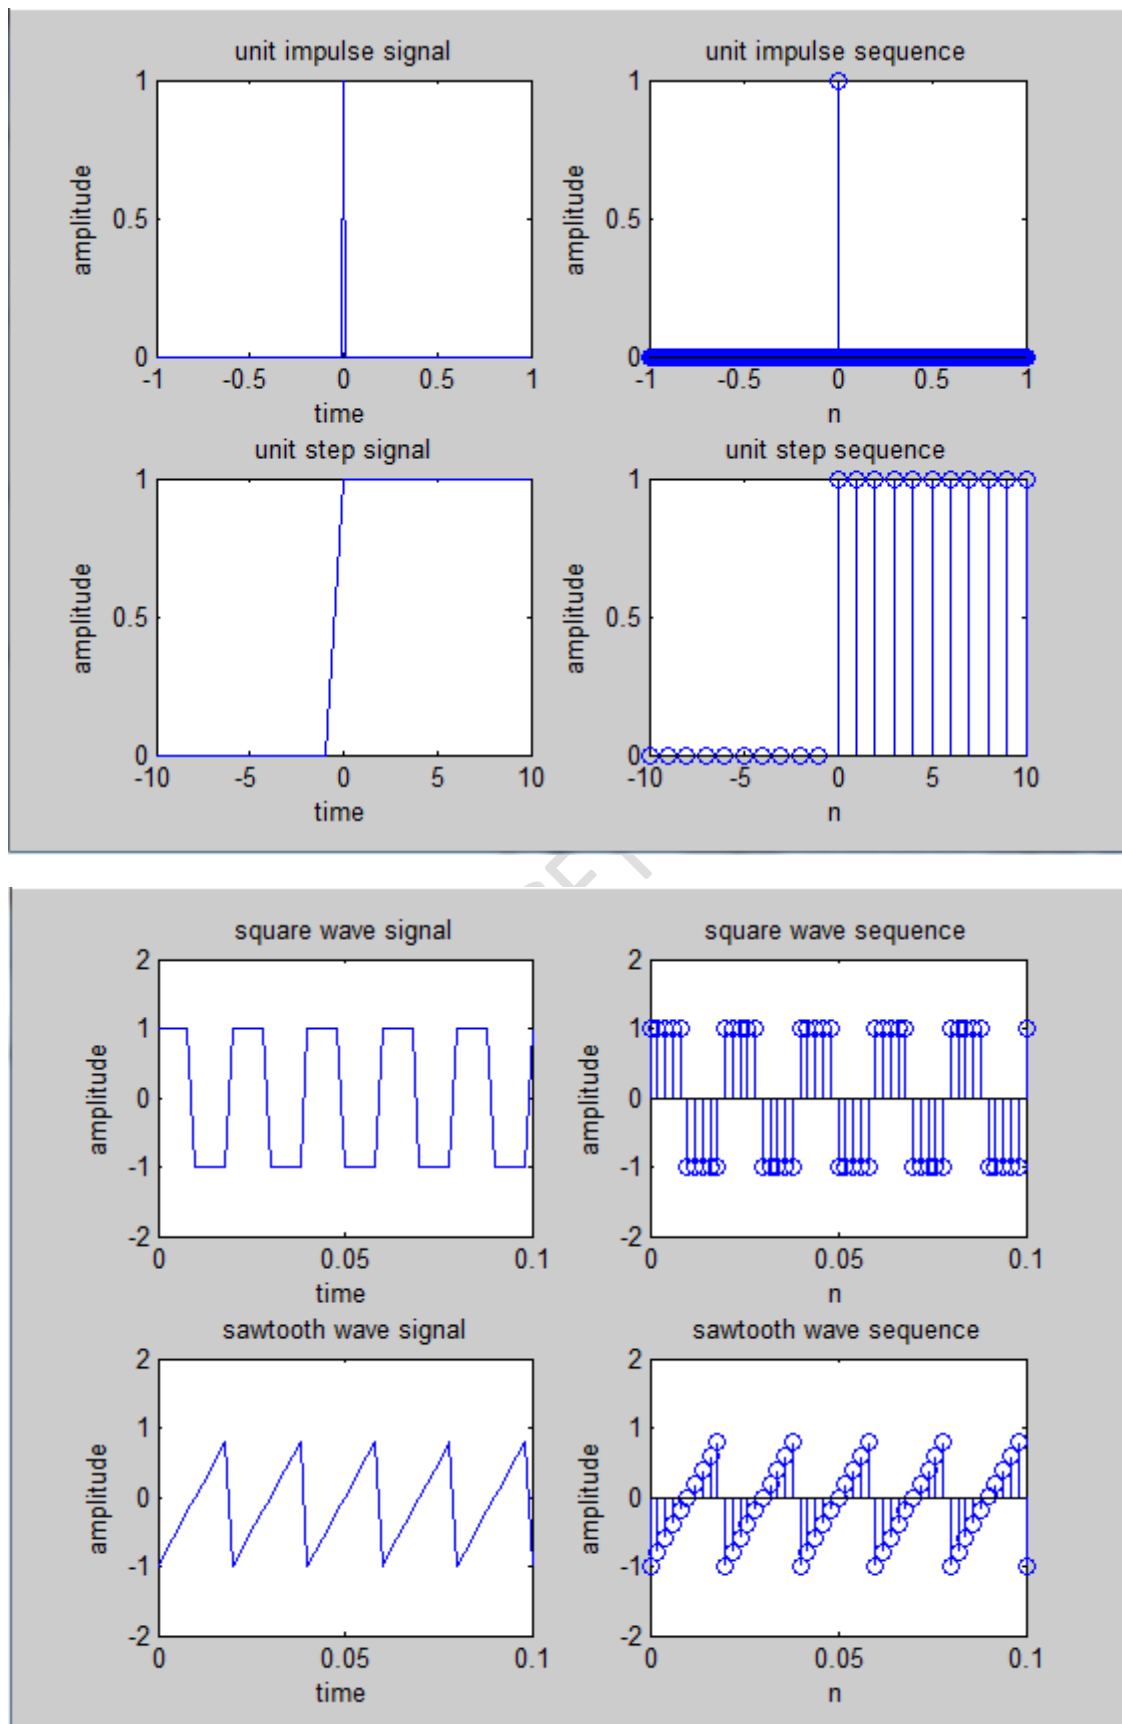 unit impulse signal
1
0.5
0
-1 -0.5 0 0.5 1
amplitude
time
unit impulse sequence
1
0.5
0
-1 -0.5 0 0.5 1
amplitude
n
unit step signal
1
0.5
0
-10 -5 0 5 10
amplitude
time
unit step sequence
1
0.5
0
-10 -5 0 5 10
amplitude
n
square wave signal
2
1
0
-1
-2
0 0.05 0.1
amplitude
time
square wave sequence
2
1
0
-1
-2
0 0.05 0.1
amplitude
n
sawtooth wave signal
2
1
0
-1
-2
0 0.05 0.1
amplitude
time
sawtooth wave sequence
2
1
0
-1
-2
0 0.05 0.1
amplitude
n